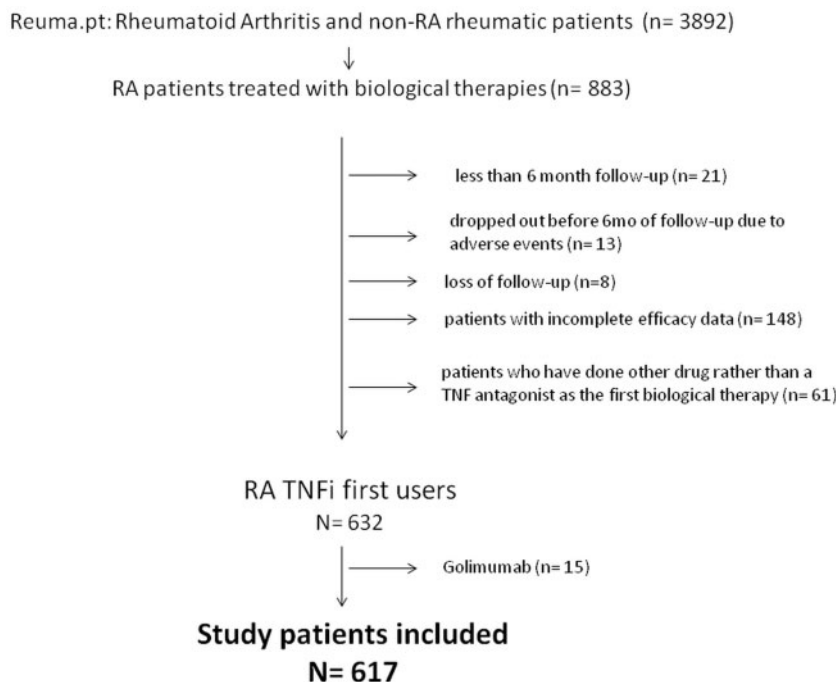 Reuma.pt: Rheumatoid Arthritis and non-RA rheumatic patients (n= 3892)
RA patients treated with biological therapies (n= 883)
less than 6 month follow-up (n= 21)
dropped out before 6mo of follow-up due to
adverse events (n= 13)
loss of follow-up (n=8)
patients with incomplete efficacy data (n= 148)
patients who have done other drug rather than a
TNF antagonist as the first biological therapy (n= 61)
RA TNFi first users
N= 632
Golimumab (n= 15)
Study patients included
N= 617